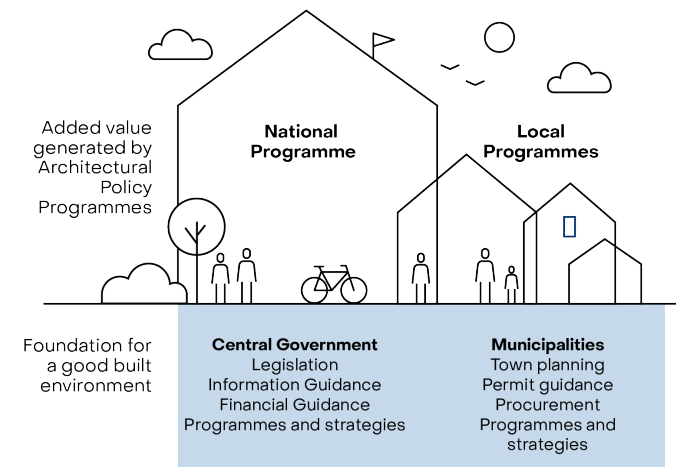 National
Programme
Local
Programmes
Added value
generated by
Architectural
Policy
Programmes
Foundation for
a good built
environment
Central Government
Legislation
Information Guidance
Financial Guidance
Programmes and strategies
Municipalities
Town planning
Permit guidance
Procurement
Programmes and
strategies